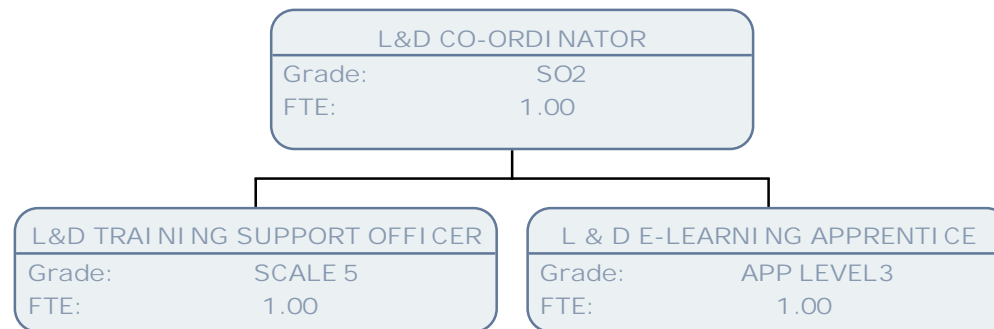 L&D CO-ORDINATOR
Grade: SO2
FTE: 1.00
L&D TRAINING SUPPORT OFFICER
Grade: SCALE 5
FTE: 1.00
L & D E-LEARNING APPRENTICE
Grade: APP LEVEL3
FTE: 1.00